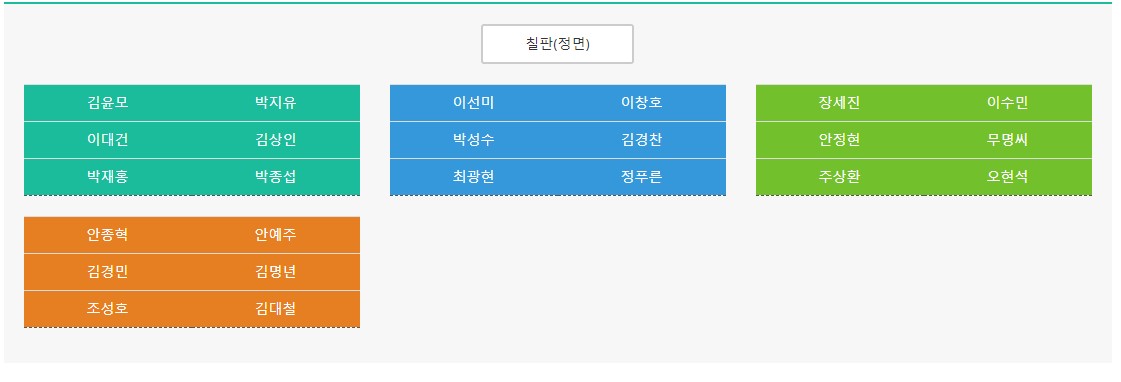 칠판(정면)
김윤모 박지유 이선미 이창호 장세진 이수민
이대건 김상인 박성수 김경찬 안정현 무명씨
박재홍 박종섭 최광현 정푸른 주상환 오현석
안종혁 안예주
김경민 김명년
조성호 김대철